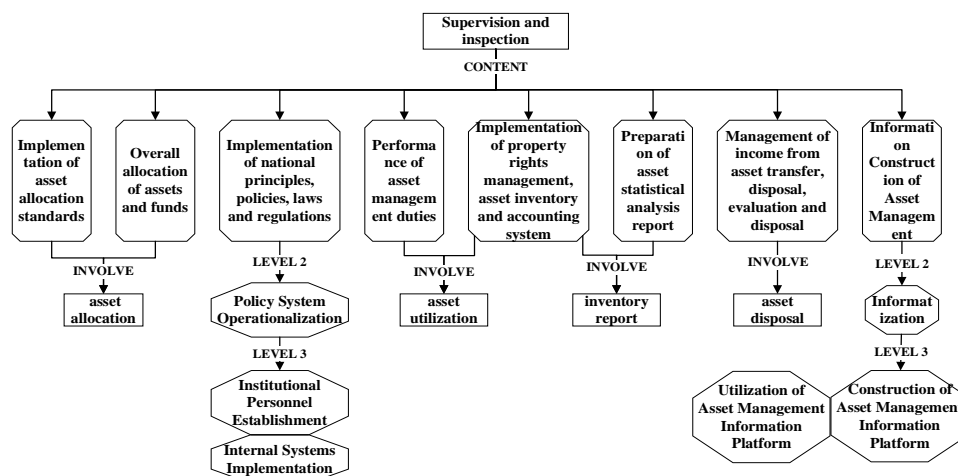 Supervision and
inspection
CONTENT
Implemen
tation of
asset
allocation
standards
Overall
allocation
of assets
and funds
Implementation
of national
principles,
policies, laws
and regulations
Performa
nce of
asset
managem
ent duties
Implementation
of property
rights
management,
asset inventory
and accounting
system
Preparati
on of
asset
statistical
analysis
report
Management of
income from
asset transfer,
disposal,
evaluation and
disposal
Informati
on
Construct
ion of
Asset
Managem
ent
INVOLVE
LEVEL 2
INVOLVE
INVOLVE
INVOLVE
LEVEL 2
asset
allocation
Policy System
Operationalization
asset
utilization
inventory
report
asset
disposal
Informat
ization
LEVEL 3
LEVEL 3
Institutional
Personnel
Establishment
Utilization of
Asset Management
Information
Platform
Construction of
Asset Managemen
Information
Platform
Internal Systems
Implementation